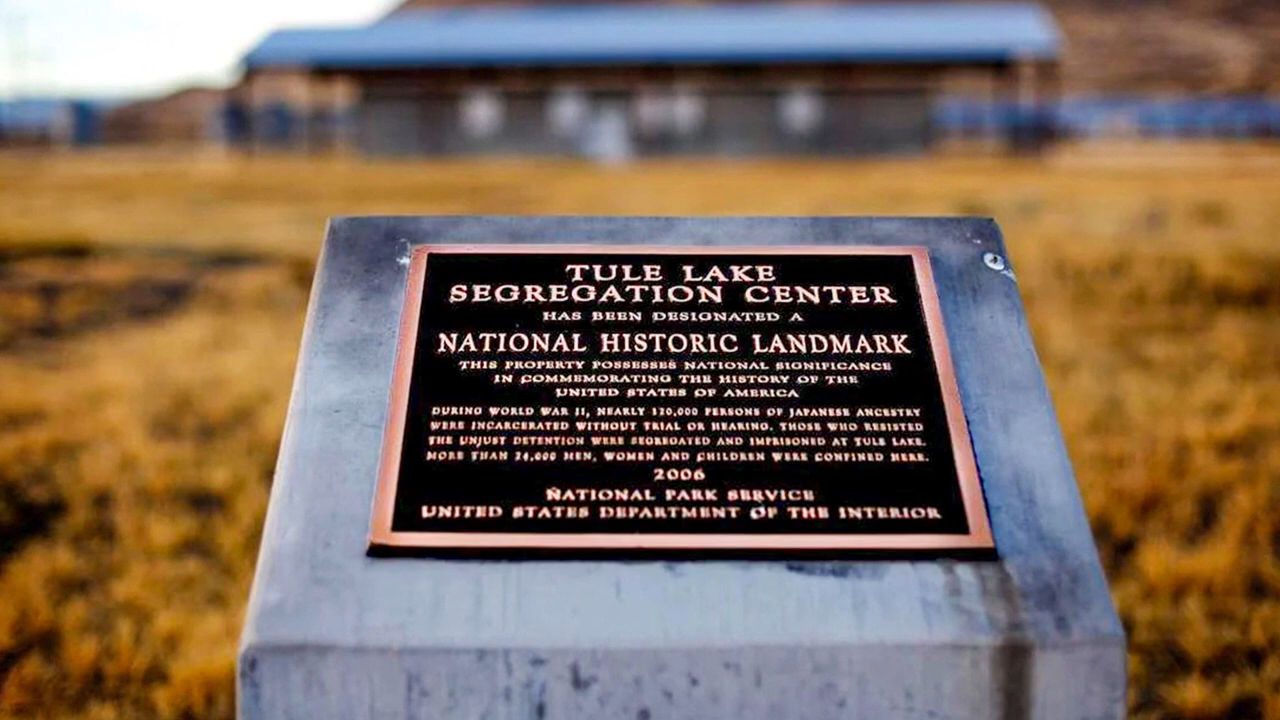 TULE LAKE
SEGREGATION CENTER
HAS BEEN DESIGNATED A
NATIONAL HISTORIC LANDMARK
THIS PROPERTY POSSESSES NATIONAL SIGNIFICANCE
IN COMMEMORATING THE HISTORY OF THE
UNITED STATES OF AMERICA
DURING WORLD WAR II, NEARLY 120,000 PERSONS OF JAPANESE ANCESTRY
WERE INCARCERATED WITHOUT TRIAL OR HEARING. THOSE WHO RESISTED
THE UNJUST DETENTION WERE SEGREGATED AND IMPRISONED AT TULE LAKE.
MORE THAN 24,000 MEN, WOMEN AND CHILDREN WERE CONFINED HERE.
2006
NATIONAL PARK SERVICE
UNITED STATES DEPARTMENT OF THE INTERIOR